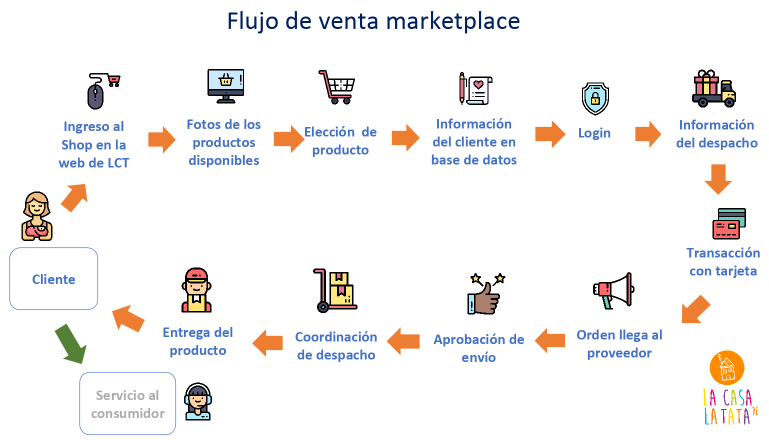 Flujo de venta marketplace
Ingreso al
Shop en la
web de LCT
Fotos de los
productos
disponibles
Elección de
producto
Información
del cliente en
base de datos
Login
Información
del despacho
Transacción
con tarjeta
Orden llega al
proveedor
Aprobación de
envío
Coordinación
de despacho
Entrega del
producto
Cliente
Servicio al
consumidor
LA CASA
LA TATA